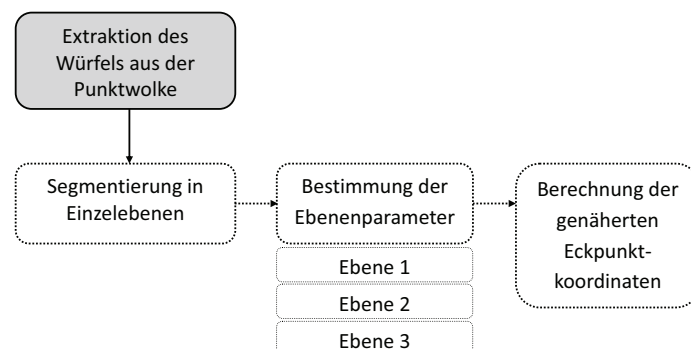 Extraktion des
Würfels aus der
Punktwolke
Segmentierung in
Einzelebenen
Bestimmung der
Ebenenparameter
Ebene 1
Ebene 2
Ebene 3
Berechnung der
genäherten
Eckpunkt-
koordinaten